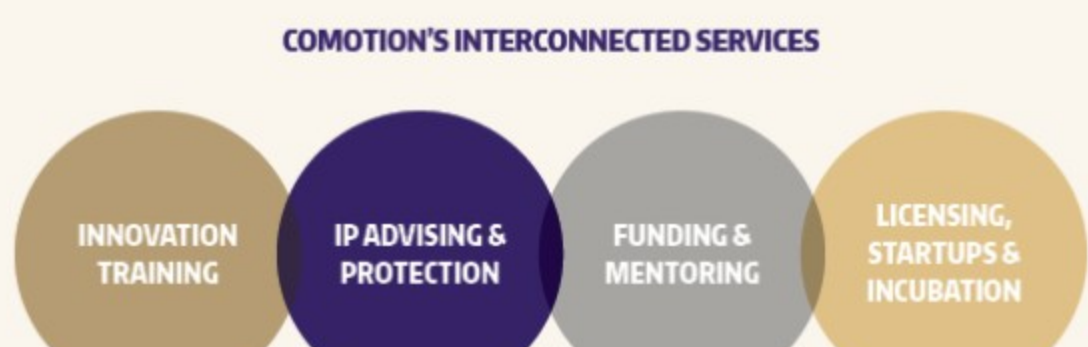 COMOTION'S INTERCONNECTED SERVICES
INNOVATION
TRAINING
IP ADVISING &
PROTECTION
FUNDING &
MENTORING
LICENSING,
STARTUPS &
INCUBATION